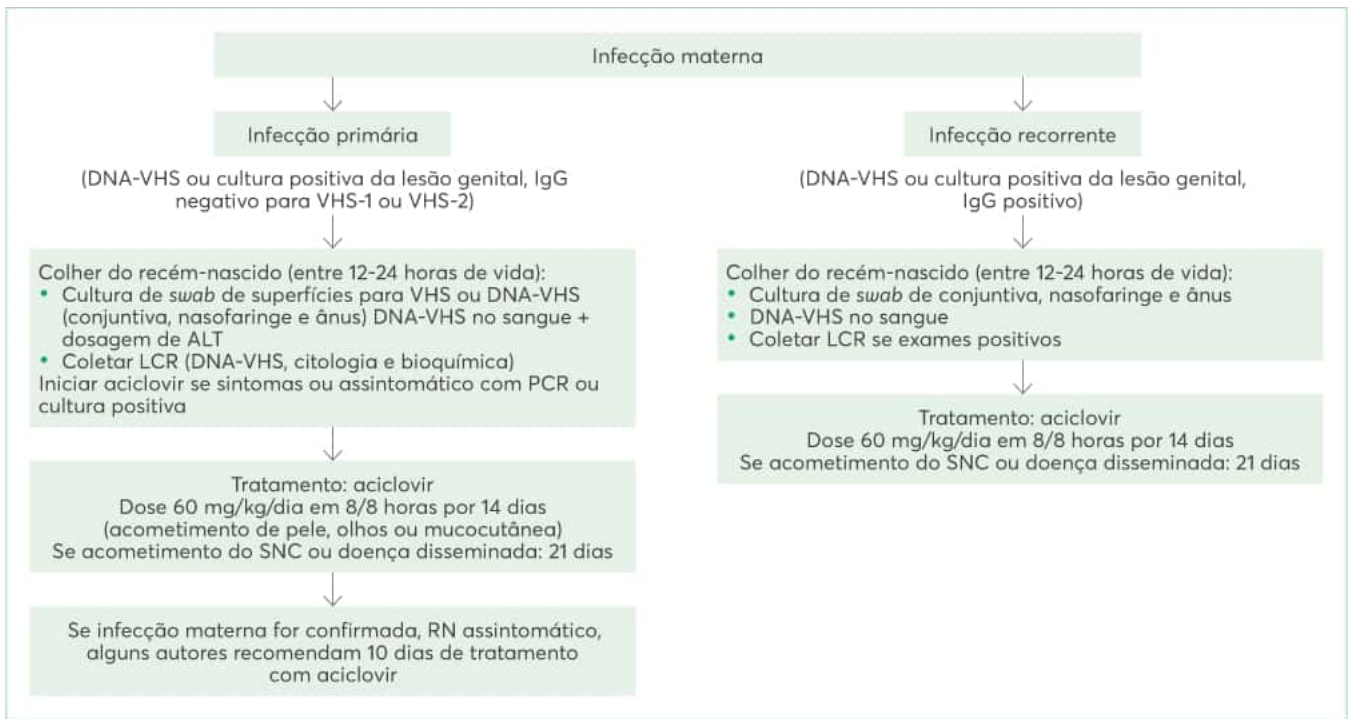 Infecção materna
Infecção primária
(DNA-VHS ou cultura positiva da lesão genital, IgG
negativo para VHS-1 ou VHS-2)
Colher do recém-nascido (entre 12-24 horas de vida):
• Cultura de swab de superfícies para VHS ou DNA-VHS
(conjuntiva, nasofaringe e ânus) DNA-VHS no sangue +
dosagem de ALT
• Coletar LCR (DNA-VHS, citologia e bioquímica)
Iniciar aciclovir se sintomas ou assintomático com PCR ou
cultura positiva
Tratamento: aciclovir
Dose 60 mg/kg/dia em 8/8 horas por 14 dias
(acometimento de pele, olhos ou mucocutânea)
Se acometimento do SNC ou doença disseminada: 21 dias
Se infecção materna for confirmada, RN assintomático,
alguns autores recomendam 10 dias de tratamento
com aciclovir
Infecção recorrente
(DNA-VHS ou cultura positiva da lesão genital,
IgG positivo)
Colher do recém-nascido (entre 12-24 horas de vida):
• Cultura de swab de conjuntiva, nasofaringe e ânus
• DNA-VHS no sangue
• Coletar LCR se exames positivos
Tratamento: aciclovir
Dose 60 mg/kg/dia em 8/8 horas por 14 dias
Se acometimento do SNC ou doença disseminada: 21 dias